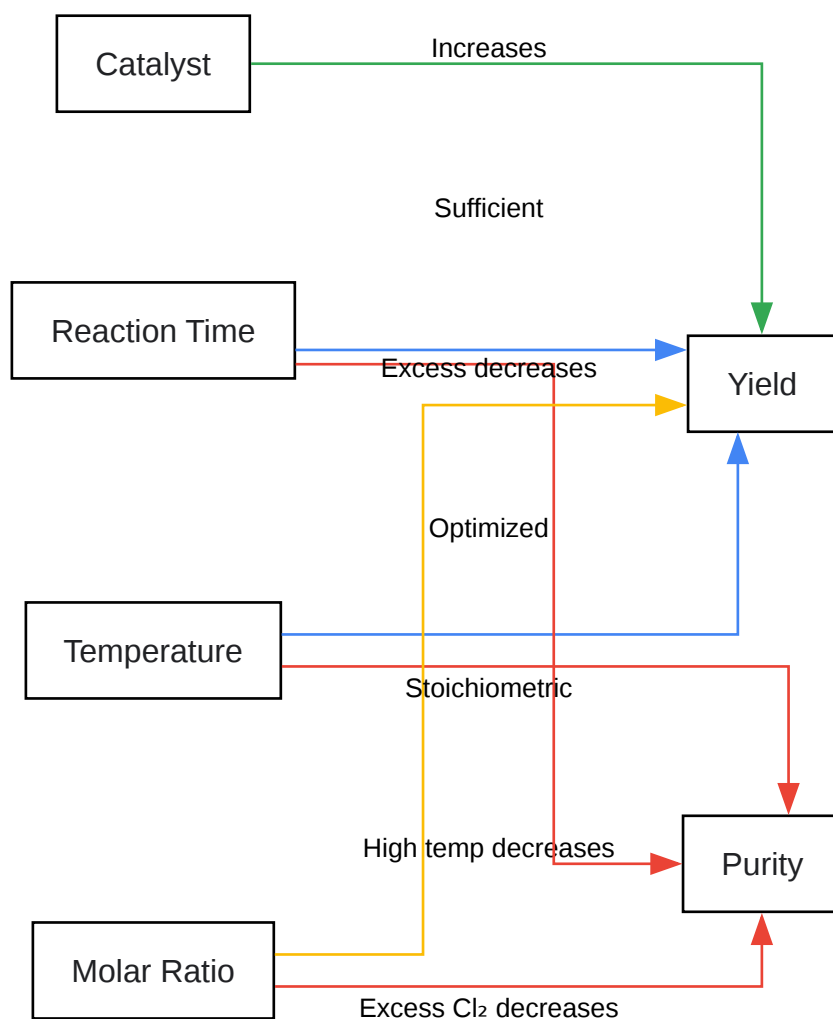 Catalyst
Increases
Sufficient
Reaction Time
Excess decreases
Yield
Optimized
Temperature
Stoichiometric
High temp decreases
Purity
Molar Ratio
Excess Cl₂ decreases